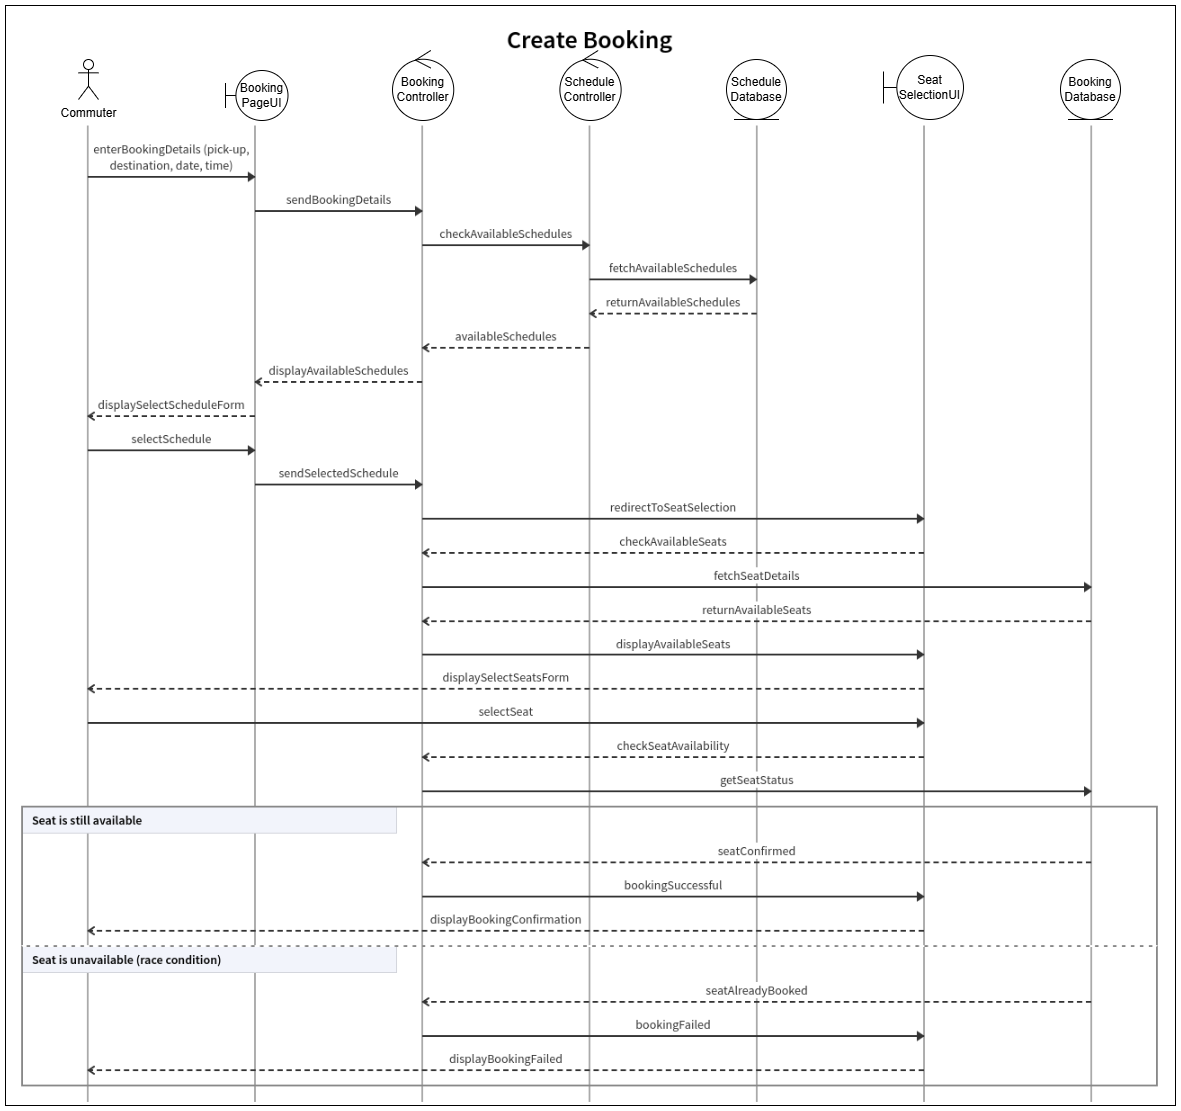 Create Booking
Commuter
Booking
PageUI
Booking
Controller
Schedule
Controller
Schedule
Database
Seat
SelectionUI
Booking
Database
enterBookingDetails (pick-up,
destination, date, time)
sendBookingDetails
checkAvailableSchedules
fetchAvailableSchedules
returnAvailableSchedules
availableSchedules
displayAvailableSchedules
displaySelectScheduleForm
selectSchedule
sendSelectedSchedule
redirectToSeatSelection
checkAvailableSeats
fetchSeatDetails
returnAvailableSeats
displayAvailableSeats
displaySelectSeatsForm
selectSeat
checkSeatAvailability
getSeatStatus
Seat is still available
seatConfirmed
bookingSuccessful
displayBookingConfirmation
Seat is unavailable (race condition)
seatAlreadyBooked
bookingFailed
displayBookingFailed